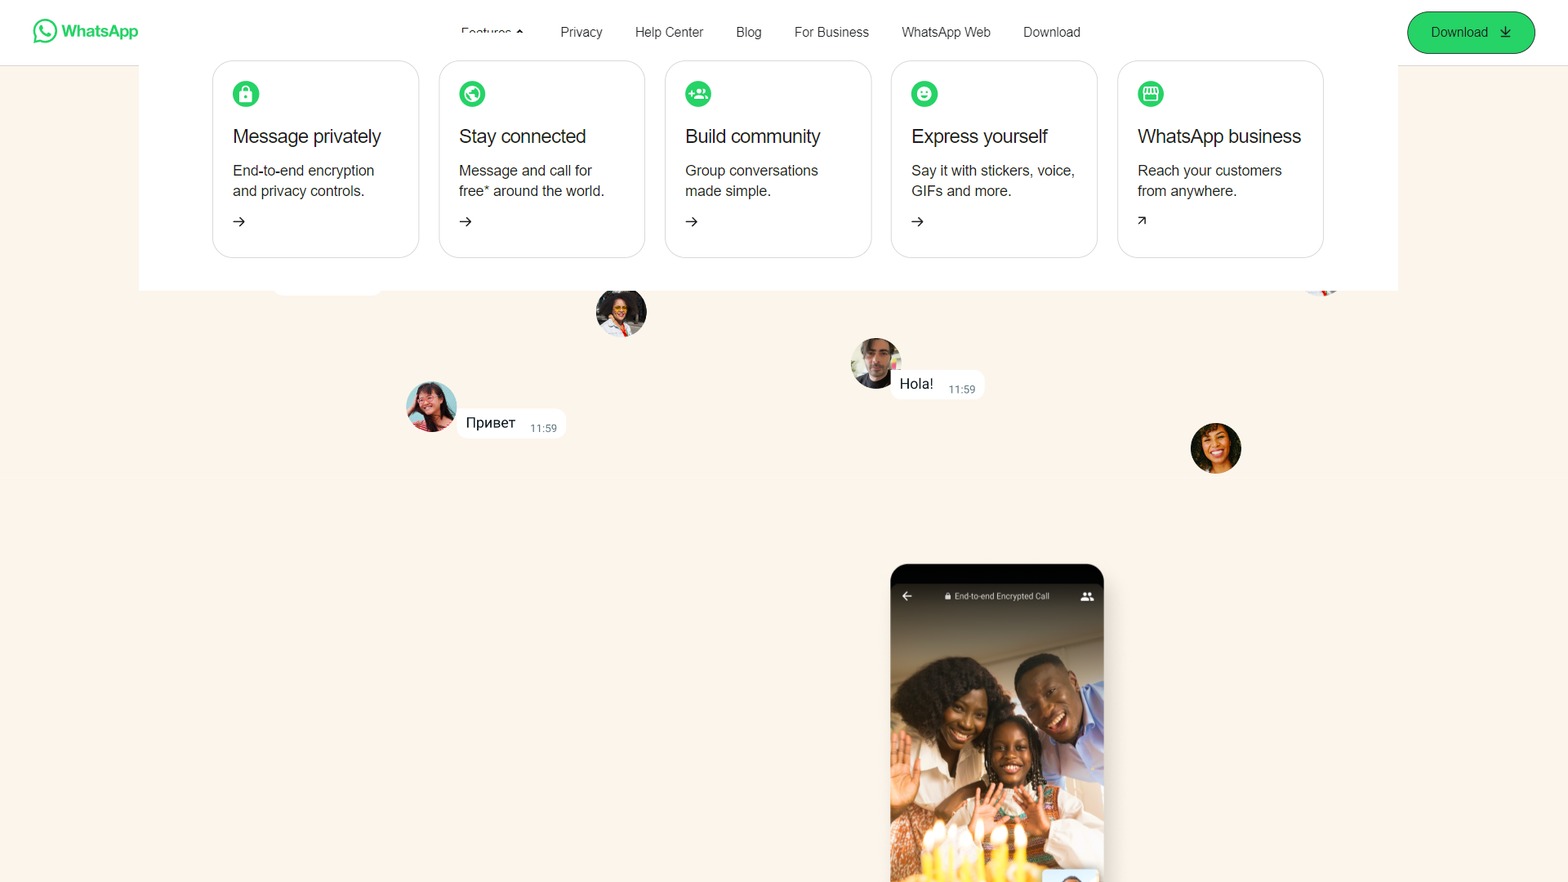 WhatsApp
Features
Privacy
Help Center
Blog
For Business
WhatsApp Web
Download
Download
Message privately
End-to-end encryption
and privacy controls.
Stay connected
Message and call for
free* around the world.
Build community
Group conversations
made simple.
Express yourself
Say it with stickers, voice,
GIFs and more.
WhatsApp business
Reach your customers
from anywhere.
Hola! 11:59
Привет 11:59
End-to-end Encrypted Call